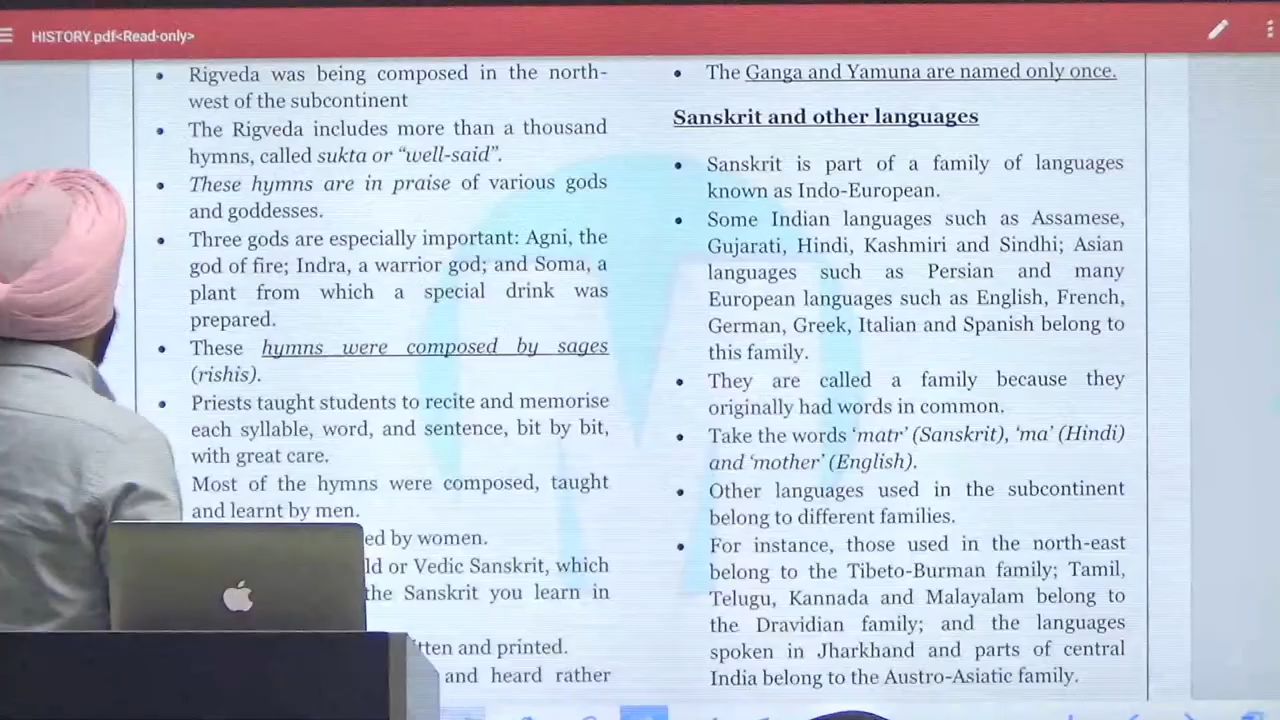 HISTORY.pdf<Read-only>
Rigveda was being composed in the north-
west of the subcontinent
The Rigveda includes more than a thousand
hymns, called sukta or “well-said”.
These hymns are in praise of various gods
and goddesses.
Three gods are especially important: Agni, the
god of fire; Indra, a warrior god; and Soma, a
plant from which a special drink was
prepared.
These hymns were composed by sages
(rishis).
Priests taught students to recite and memorise
each syllable, word, and sentence, bit by bit,
with great care.
Most of the hymns were composed, taught
and learnt by men.
by women.
or Vedic Sanskrit, which
the Sanskrit you learn in
and printed.
and heard rather
The Ganga and Yamuna are named only once.
Sanskrit and other languages
Sanskrit is part of a family of languages
known as Indo-European.
Some Indian languages such as Assamese,
Gujarati, Hindi, Kashmiri and Sindhi; Asian
languages such as Persian and many
European languages such as English, French,
German, Greek, Italian and Spanish belong to
this family.
They are called a family because they
originally had words in common.
Take the words ‘matr’ (Sanskrit), ‘ma’ (Hindi)
and ‘mother’ (English).
Other languages used in the subcontinent
belong to different families.
For instance, those used in the north-east
belong to the Tibeto-Burman family; Tamil,
Telugu, Kannada and Malayalam belong to
the Dravidian family; and the languages
spoken in Jharkhand and parts of central
India belong to the Austro-Asiatic family.